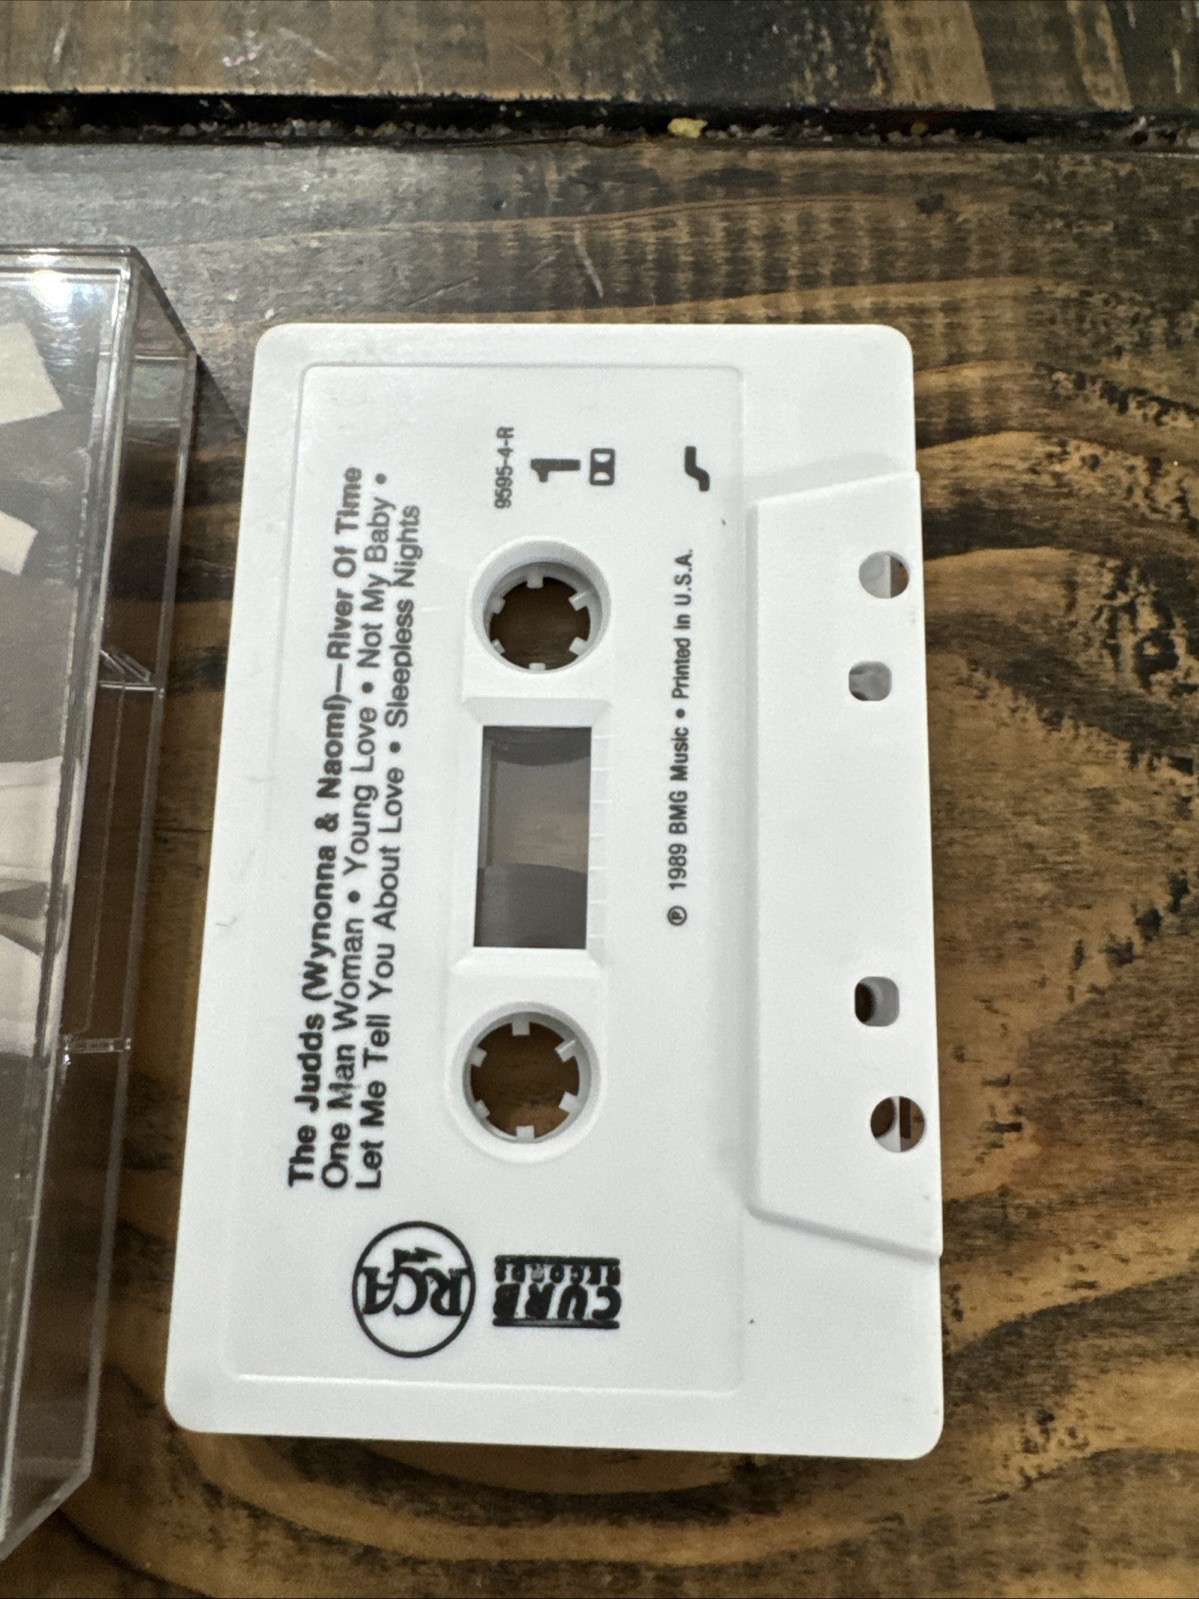 The Judds (Wynonna & Naomi)—River Of Time
One Man Woman • Young Love • Not My Baby •
Let Me Tell You About Love • Sleepless Nights
9595-4-R
1
RCA
CURB
RECORDS
℗ 1989 BMG Music • Printed in U.S.A.